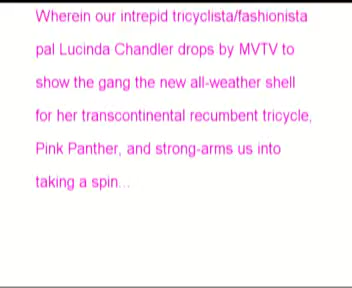 Wherein our intrepid tricyclista/fashionista
pal Lucinda Chandler drops by MVTV to
show the gang the new all-weather shell
for her transcontinental recumbent tricycle,
Pink Panther, and strong-arms us into
taking a spin...